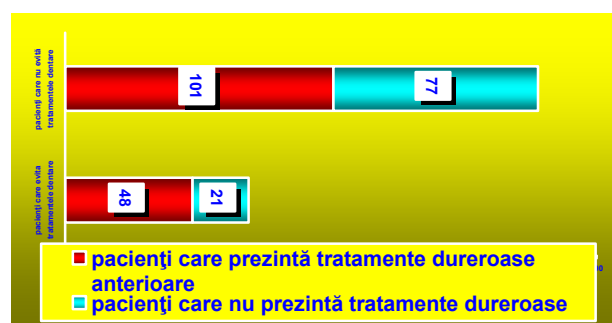 pacienţi care nu evită
tratamentele dentare
101
77
pacienţi care evita
tratamentele dentare
48
21
pacienţi care prezintă tratamente dureroase
anterioare
pacienţi care nu prezintă tratamente dureroase